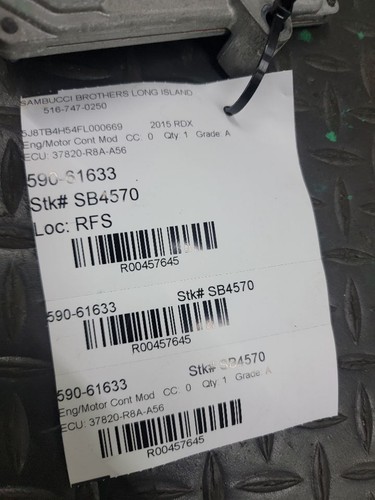 SAMBUCCI BROTHERS LONG ISLAND
516-747-0250
5J8TB4H54FL000669 2015 RDX
Eng/Motor Cont Mod CC: 0 Qty 1 Grade A
ECU: 37820-R8A-A56
590-61633
Stk# SB4570
Loc: RFS
R00457645
590-61633 Stk# SB4570
R00457645
590-61633 Stk# SB4570
Eng/Motor Cont Mod CC: 0 Qty 1 Grade A
ECU: 37820-R8A-A56
R00457645